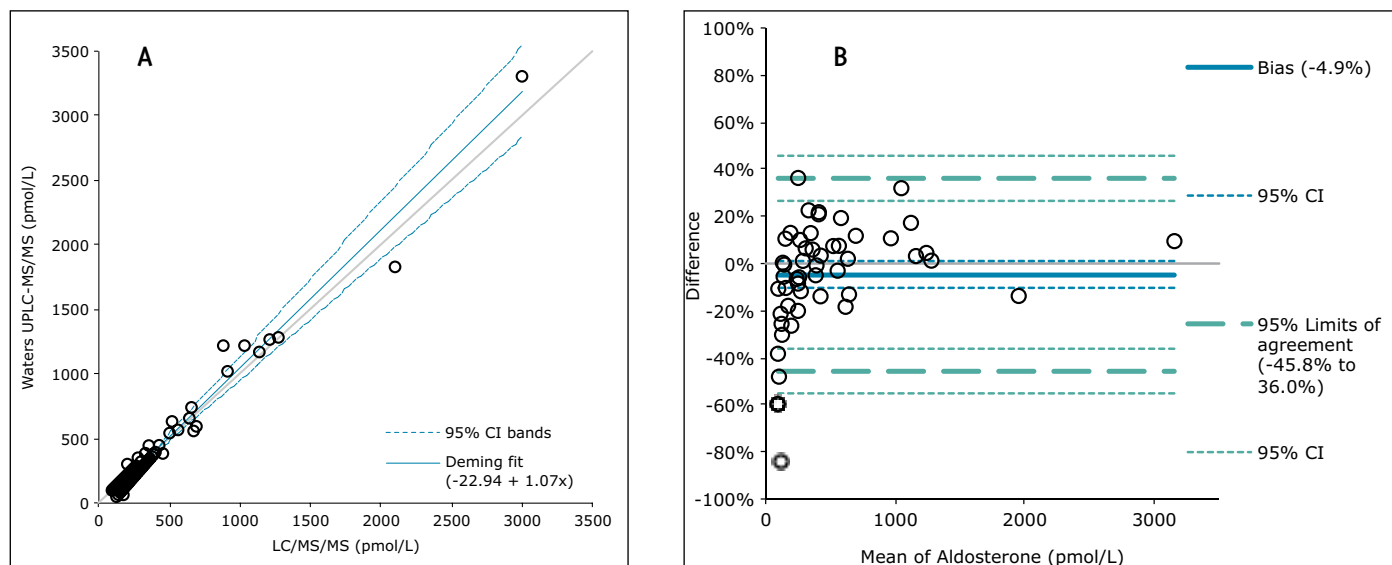 A
3500
3000
2500
2000
1500
1000
500
0
Waters UPLC-MS/MS (pmol/L)
95% CI bands
Deming fit
(-22.94 + 1.07x)
0
500
1000
1500
2000
2500
3000
3500
LC/MS/MS (pmol/L)
B
100%
80%
60%
40%
20%
0%
-20%
-40%
-60%
-80%
-100%
Difference
0
1000
2000
3000
Mean of Aldosterone (pmol/L)
Bias (-4.9%)
95% CI
95% Limits of
agreement
(-45.8% to
36.0%)
95% CI